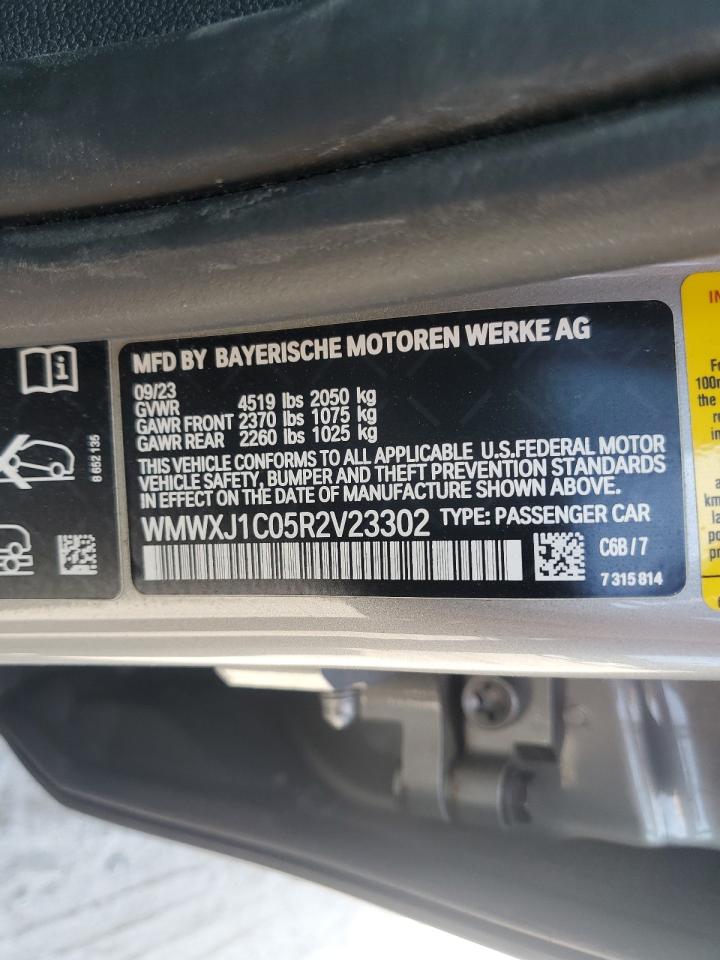 MFD BY BAYERISCHE MOTOREN WERKE AG
09/23
GVWR 4519 lbs 2050 kg
GAWR FRONT 2370 lbs 1075 kg
GAWR REAR 2260 lbs 1025 kg
THIS VEHICLE CONFORMS TO ALL APPLICABLE U.S.FEDERAL MOTOR
VEHICLE SAFETY, BUMPER AND THEFT PREVENTION STANDARDS
IN EFFECT ON THE DATE OF MANUFACTURE SHOWN ABOVE.
WMWXJ1C05R2V23302 TYPE: PASSENGER CAR
C6B/7
7 315 814
8 652 135